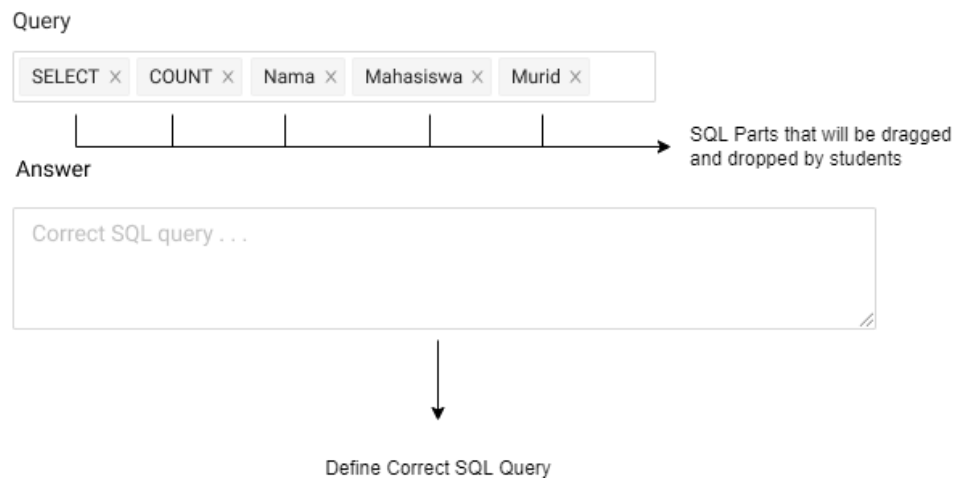 Query
SELECT × COUNT × Nama × Mahasiswa × Murid ×
SQL Parts that will be dragged
and dropped by students
Answer
Correct SQL query . . .
Define Correct SQL Query